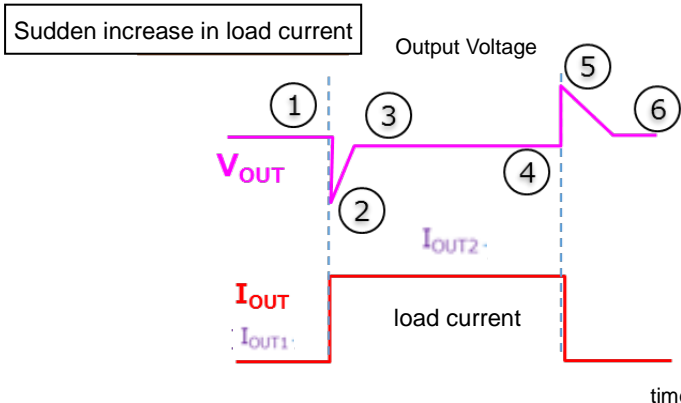 Sudden increase in load current
Output Voltage
5
1
3
6
VOUT
4
2
IOUT2
IOUT
load current
IOUT1